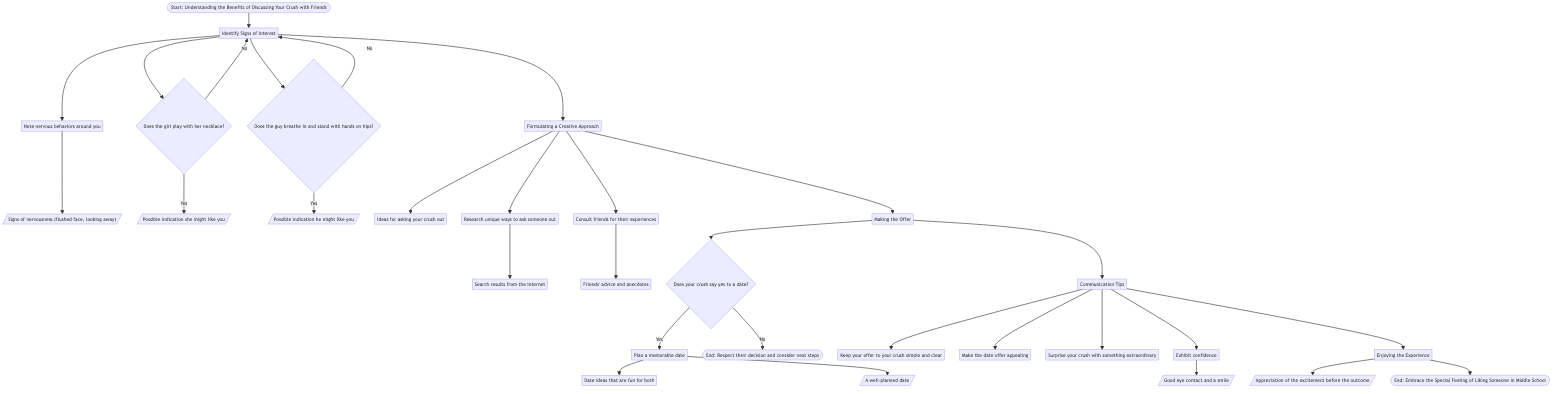 Start: Understanding the Benefits of Discussing Your Crush with Friends
Identify Signs of Interest
No
No
Note nervous behaviors around you
Does the girl play with her necklace?
Does the guy breathe in and stand with hands on hips?
Formulating a Creative Approach
Yes
Yes
Signs of nervousness (flushed face, looking away)
Possible indication she might like you
Possible indication he might like you
Ideas for asking your crush out
Research unique ways to ask someone out
Consult friends for their experiences
Making the Offer
Search results from the Internet
Friends' advice and anecdotes
Does your crush say yes to a date?
Communication Tips
Yes
No
Plan a memorable date
End: Respect their decision and consider next steps
Keep your offer to your crush simple and clear
Make the date offer appealing
Surprise your crush with something extraordinary
Exhibit confidence
Enjoying the Experience
Date ideas that are fun for both
A well-planned date
Good eye contact and a smile
Appreciation of the excitement before the outcome
End: Embrace the Special Feeling of Liking Someone in Middle School